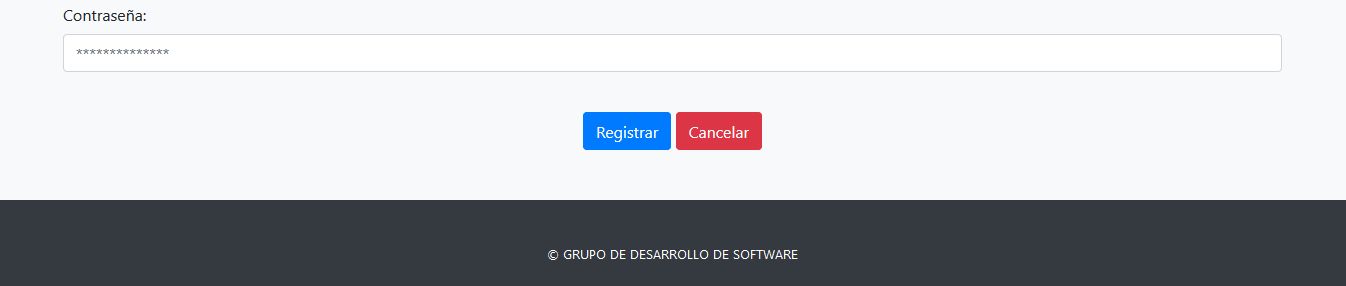 Contraseña:
**************
Registrar Cancelar
© GRUPO DE DESARROLLO DE SOFTWARE